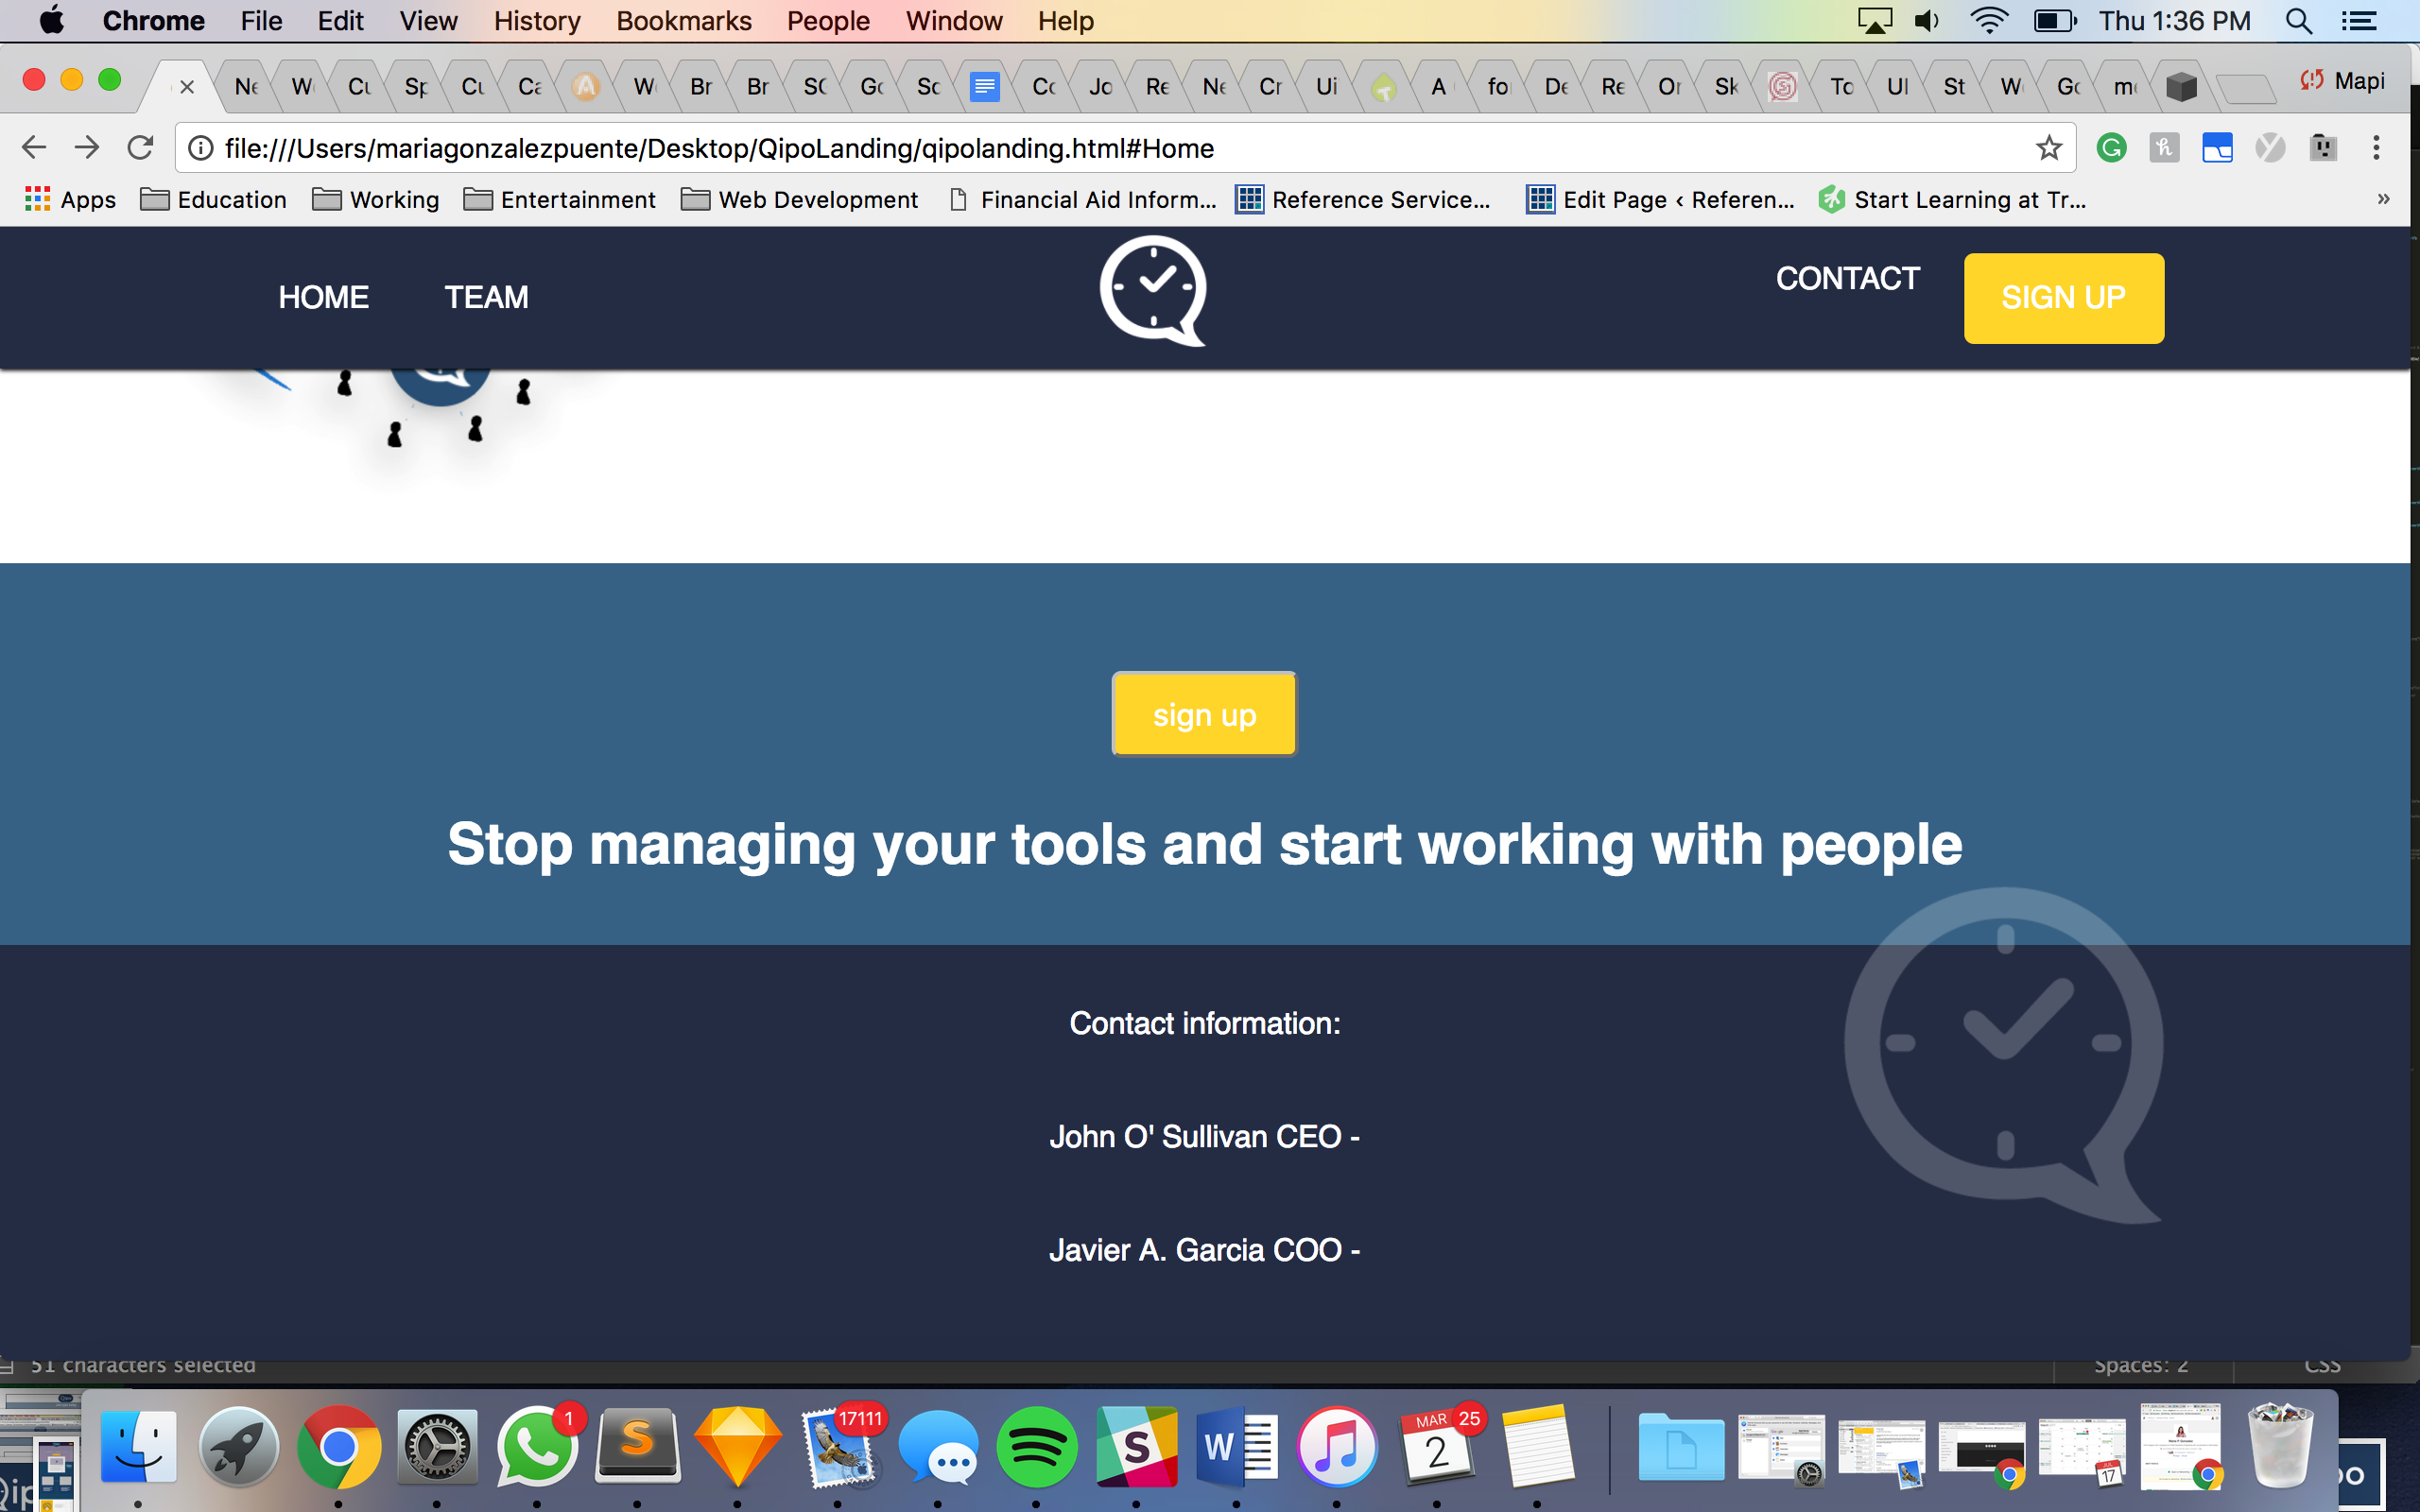 Chrome File Edit View History Bookmarks People Window Help Thu 1:36 PM
Ne W Cu Sp Cu Ca W Br Br SC Go Sc Co Jo Re Ne Cr Ui A fo De Re Or Sk To UI St W Go me Mapi
file:///Users/mariagonzalezpuente/Desktop/QipoLanding/qipolanding.html#Home
Apps Education Working Entertainment Web Development Financial Aid Inform... Reference Service... Edit Page ‹ Referen... Start Learning at Tr... »
HOME TEAM CONTACT SIGN UP
sign up
Stop managing your tools and start working with people
Contact information:
John O' Sullivan CEO -
Javier A. Garcia COO -
51 characters selected Spaces: 2 CSS
1 17111 MAR 25
S S W 2 JUL 17